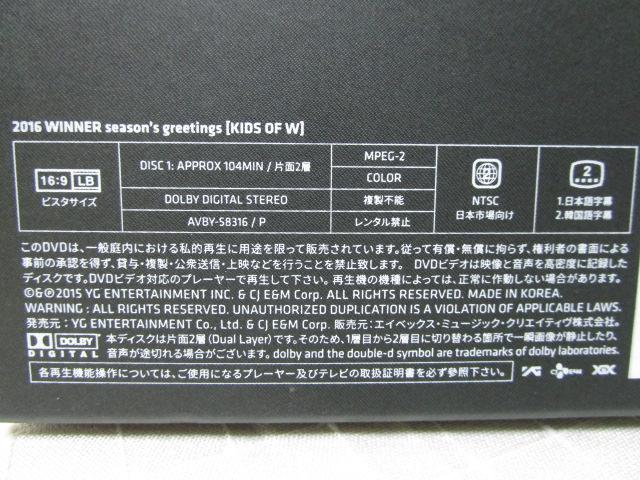 2016 WINNER season's greetings [KIDS OF W]
16:9 LB
ビスタサイズ
DISC 1: APPROX 104MIN / 片面2層
DOLBY DIGITAL STEREO
AVBY-58316 / P
MPEG-2
COLOR
複製不能
レンタル禁止
2
NTSC
日本市場向け
2
1.日本語字幕
2.韓国語字幕
このDVDは、一般庭内における私的再生に用途を限って販売されています。従って有償・無償に拘らず、権利者の書面による
事前の承認を得ず、貸与・複製・公衆送信・上映などを行うことを禁止致します。 DVDビデオは映像と音声を高密度に記録した
ディスクです。DVDビデオ対応のプレーヤーで再生して下さい。再生機の機種によっては、正常に作動しない場合があります。
©&℗2015 YG ENTERTAINMENT INC. & CJ E&M Corp. ALL RIGHTS RESERVED. MADE IN KOREA.
WARNING : ALL RIGHTS RESERVED. UNAUTHORIZED DUPLICATION IS A VIOLATION OF APPLICABLE LAWS.
発売元 : YG ENTERTAINMENT Co., Ltd. & CJ E&M Corp. 販売元 : エイベックス・ミュージック・クリエイティヴ株式会社.
DOLBY DIGITAL 本ディスクは片面2層 (Dual Layer) です。そのため、1層目から2層目に切り替わる箇所で一瞬画像が静止したり、
音声が途切れる場合がございます。dolby and the double-d symbol are trademarks of dolby laboratories.
各再生機能操作については、ご使用になるプレーヤー及びテレビの取扱証明書を必ず参照下さい. YG CJ E&M